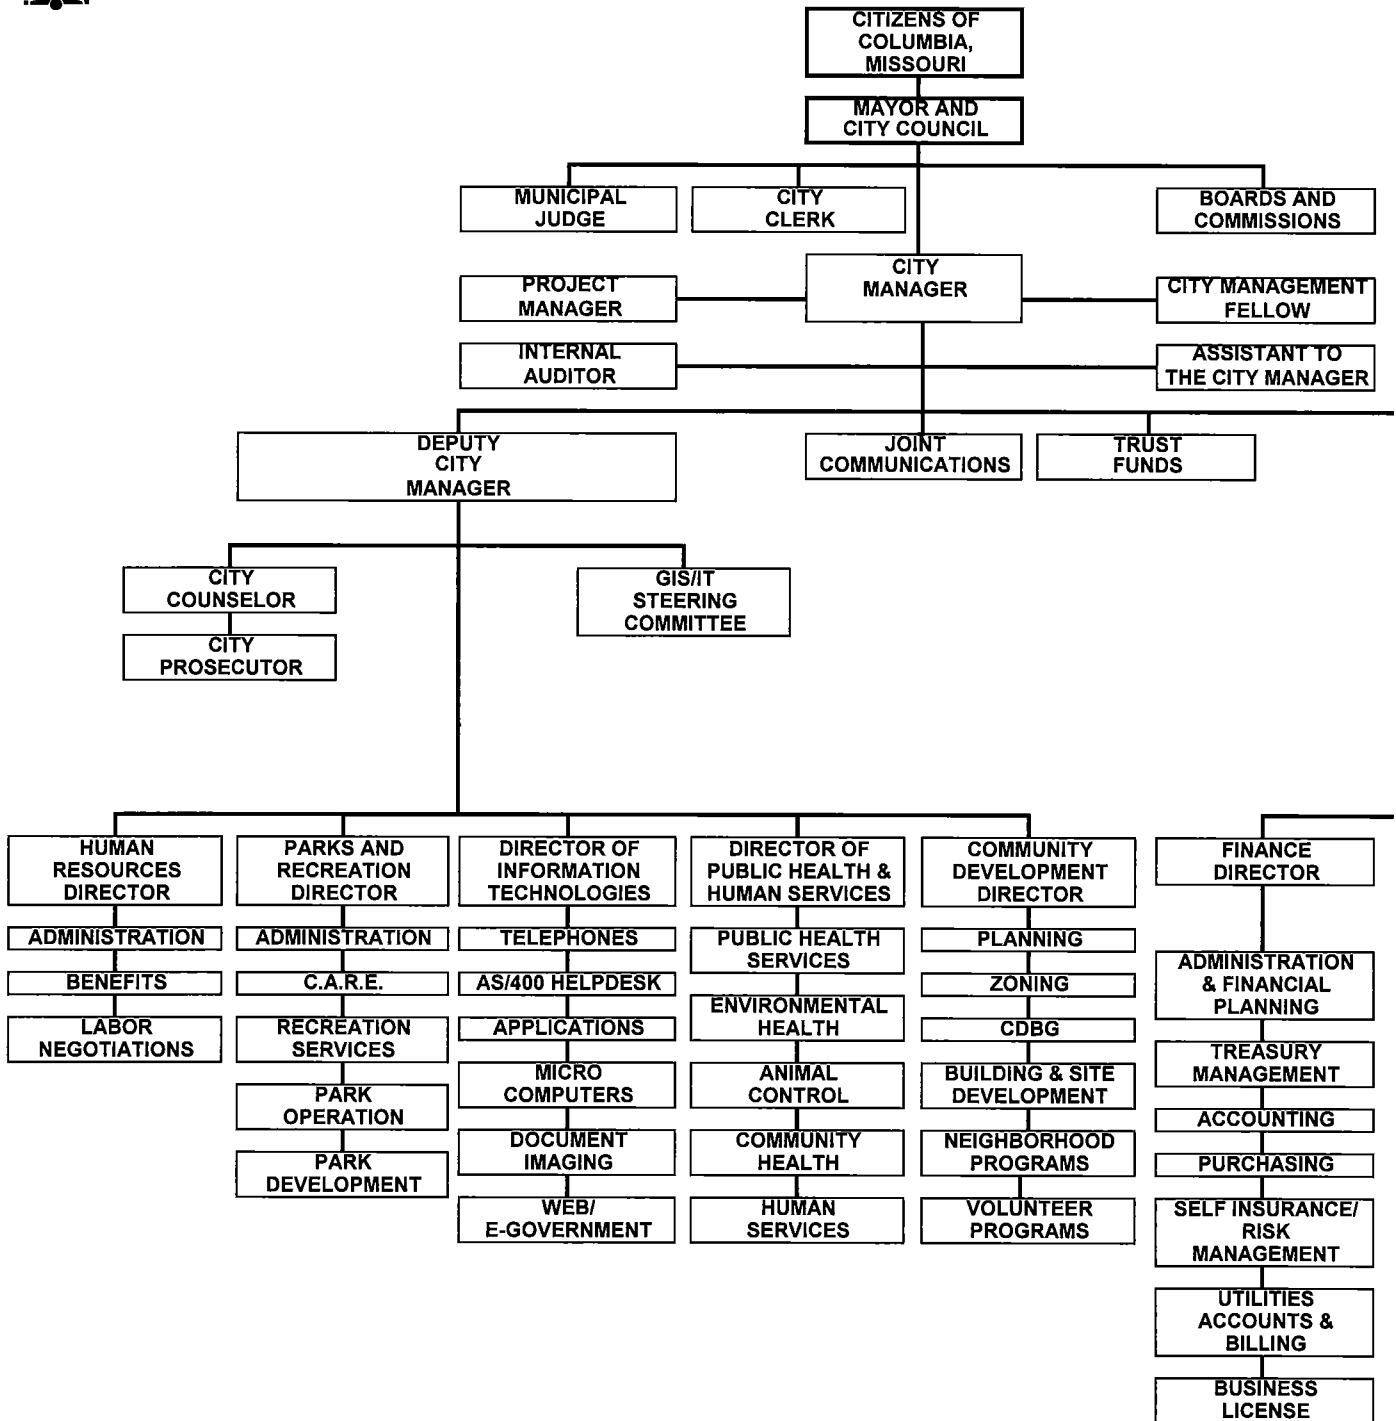 CITIZENS OF
COLUMBIA,
MISSOURI
MAYOR AND
CITY COUNCIL
MUNICIPAL
JUDGE
CITY
CLERK
BOARDS AND
COMMISSIONS
PROJECT
MANAGER
CITY
MANAGER
CITY MANAGEMENT
FELLOW
INTERNAL
AUDITOR
ASSISTANT TO
THE CITY MANAGER
DEPUTY
CITY
MANAGER
JOINT
COMMUNICATIONS
TRUST
FUNDS
CITY
COUNSELOR
GIS/IT
STEERING
COMMITTEE
CITY
PROSECUTOR
HUMAN
RESOURCES
DIRECTOR
ADMINISTRATION
BENEFITS
LABOR
NEGOTIATIONS
PARKS AND
RECREATION
DIRECTOR
ADMINISTRATION
C.A.R.E.
RECREATION
SERVICES
PARK
OPERATION
PARK
DEVELOPMENT
DIRECTOR OF
INFORMATION
TECHNOLOGIES
TELEPHONES
AS/400 HELPDESK
APPLICATIONS
MICRO
COMPUTERS
DOCUMENT
IMAGING
WEB/
E-GOVERNMENT
DIRECTOR OF
PUBLIC HEALTH &
HUMAN SERVICES
PUBLIC HEALTH
SERVICES
ENVIRONMENTAL
HEALTH
ANIMAL
CONTROL
COMMUNITY
HEALTH
HUMAN
SERVICES
COMMUNITY
DEVELOPMENT
DIRECTOR
PLANNING
ZONING
CDBG
BUILDING & SITE
DEVELOPMENT
NEIGHBORHOOD
PROGRAMS
VOLUNTEER
PROGRAMS
FINANCE
DIRECTOR
ADMINISTRATION
& FINANCIAL
PLANNING
TREASURY
MANAGEMENT
ACCOUNTING
PURCHASING
SELF INSURANCE/
RISK
MANAGEMENT
UTILITIES
ACCOUNTS &
BILLING
BUSINESS
LICENSE